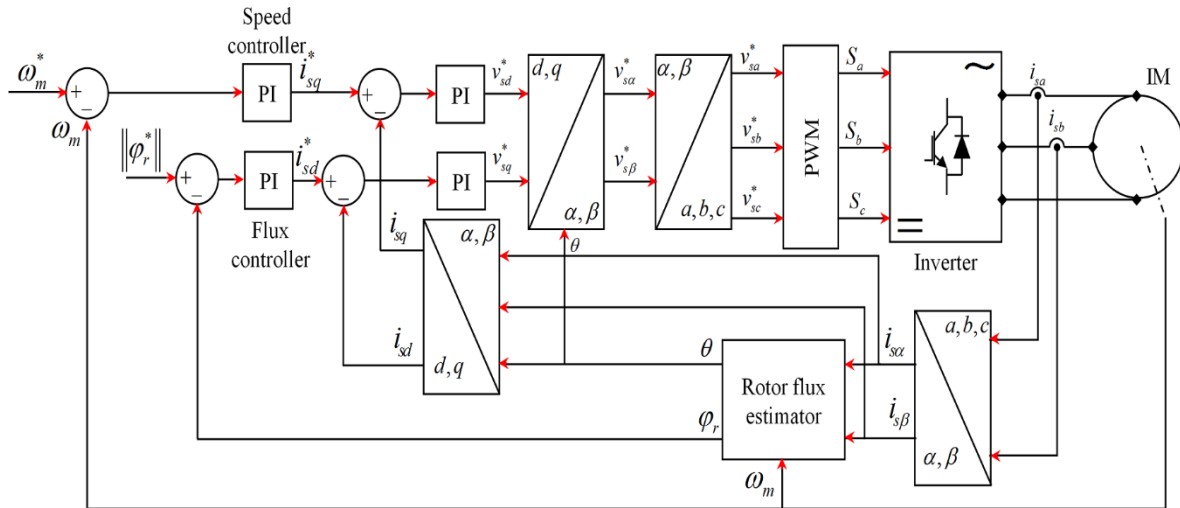 Speed
controller
ω*m
+
−
ωm
PI
i*sq
+
−
PI
v*sd
d,q
α,β
v*sα
α,β
a,b,c
v*sa
v*sb
v*sc
PWM
Sa
Sb
Sc
~
=
Inverter
isa
isb
IM
‖φ*r‖
+
−
PI
i*sd
+
−
PI
v*sq
v*sβ
Flux
controller
isq
α,β
d,q
isd
θ
θ
φr
Rotor flux
estimator
ωm
isα
isβ
a,b,c
α,β